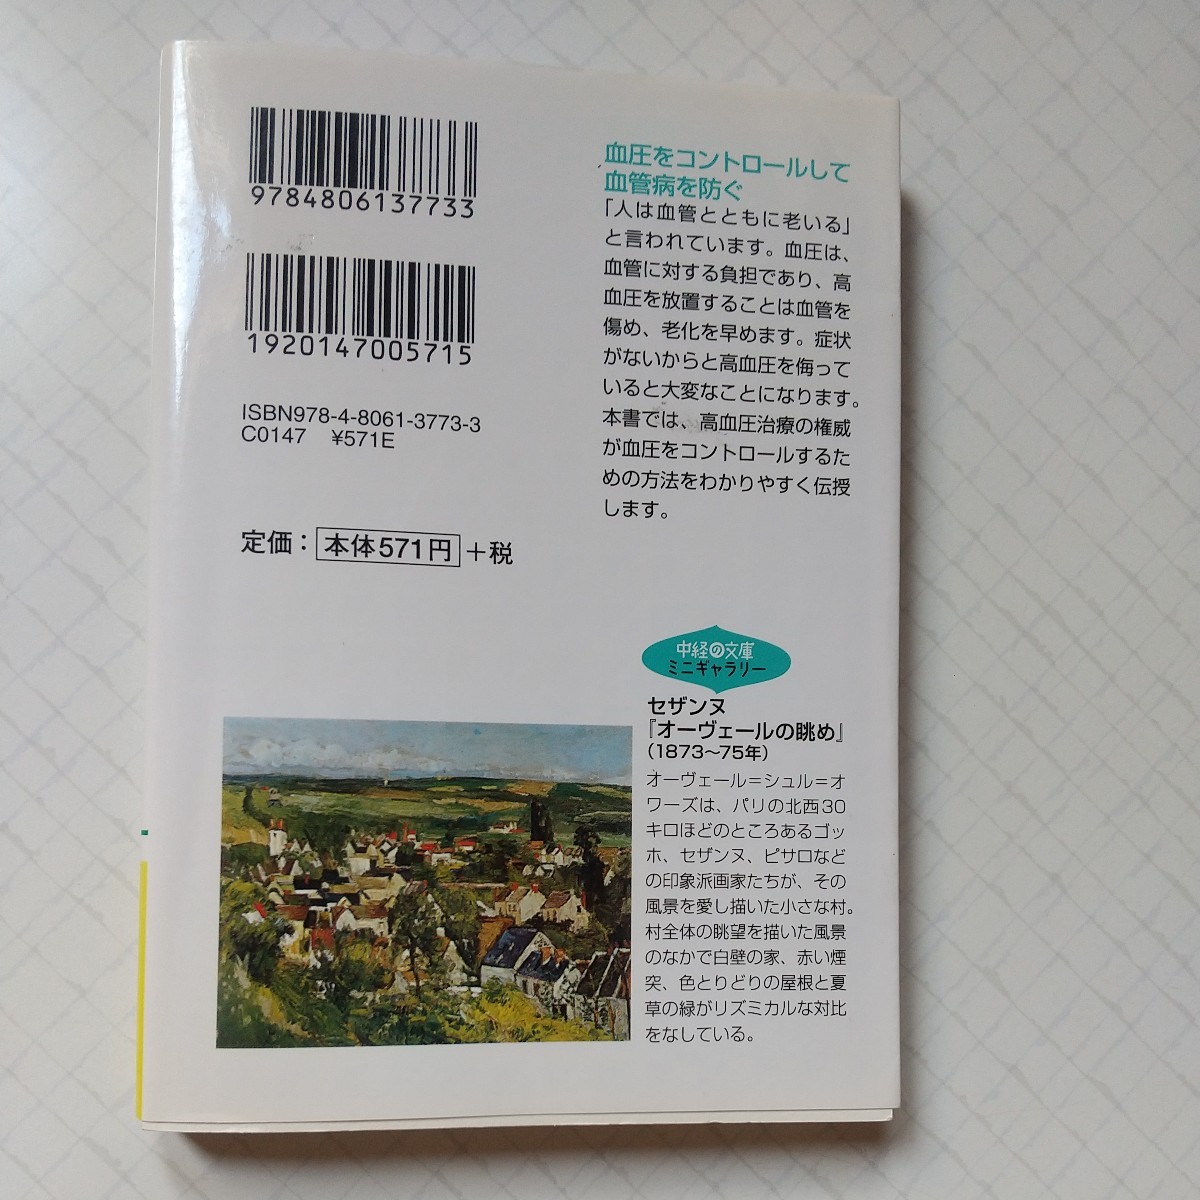 9784806137733
1920147005715
ISBN978-4-8061-3773-3
C0147 ¥571E
定価：本体571円＋税
血圧をコントロールして
血管病を防ぐ
「人は血管とともに老いる」
と言われています。血圧は、
血管に対する負担であり、高
血圧を放置することは血管を
傷め、老化を早めます。症状
がないからと高血圧を侮って
いると大変なことになります。
本書では、高血圧治療の権威
が血圧をコントロールするた
めの方法をわかりやすく伝授
します。
中経の文庫
ミニギャラリー
セザンヌ
『オーヴェールの眺め』
（1873〜75年）
オーヴェール＝シュル＝オ
ワーズは、パリの北西30
キロほどのところあるゴッ
ホ、セザンヌ、ピサロなど
の印象派画家たちが、その
風景を愛し描いた小さな村。
村全体の眺望を描いた風景
のなかで白壁の家、赤い煙
突、色とりどりの屋根と夏
草の緑がリズミカルな対比
をなしている。